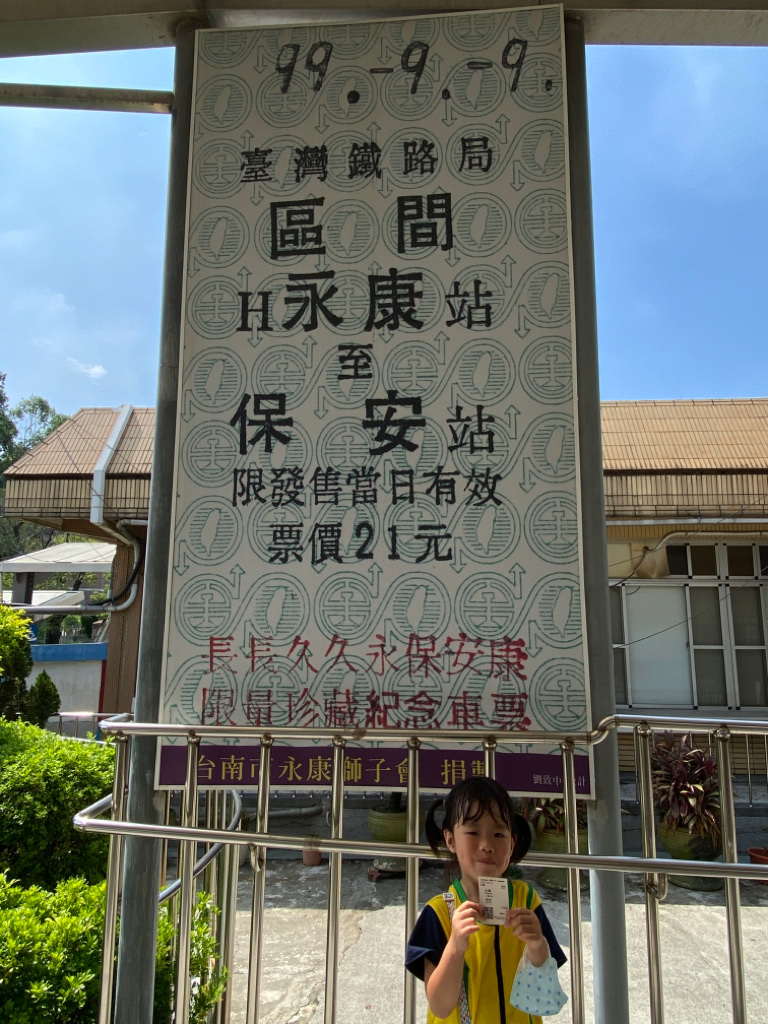 99.-9.-9.
臺灣鐵路局
區間
H永康站
至
保安站
限發售當日有效
票價21元
長長久久永保安康
限量珍藏紀念車票
台南市永康獅子會 捐製